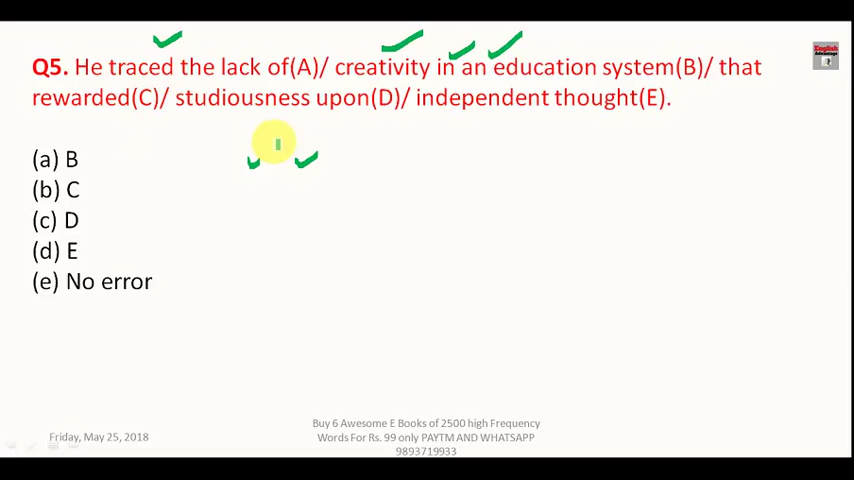 English
Advantage
Q5. He traced the lack of(A)/ creativity in an education system(B)/ that
rewarded(C)/ studiousness upon(D)/ independent thought(E).
(a) B
(b) C
(c) D
(d) E
(e) No error
Friday, May 25, 2018
Buy 6 Awesome E Books of 2500 high Frequency
Words For Rs. 99 only PAYTM AND WHATSAPP
9893719933